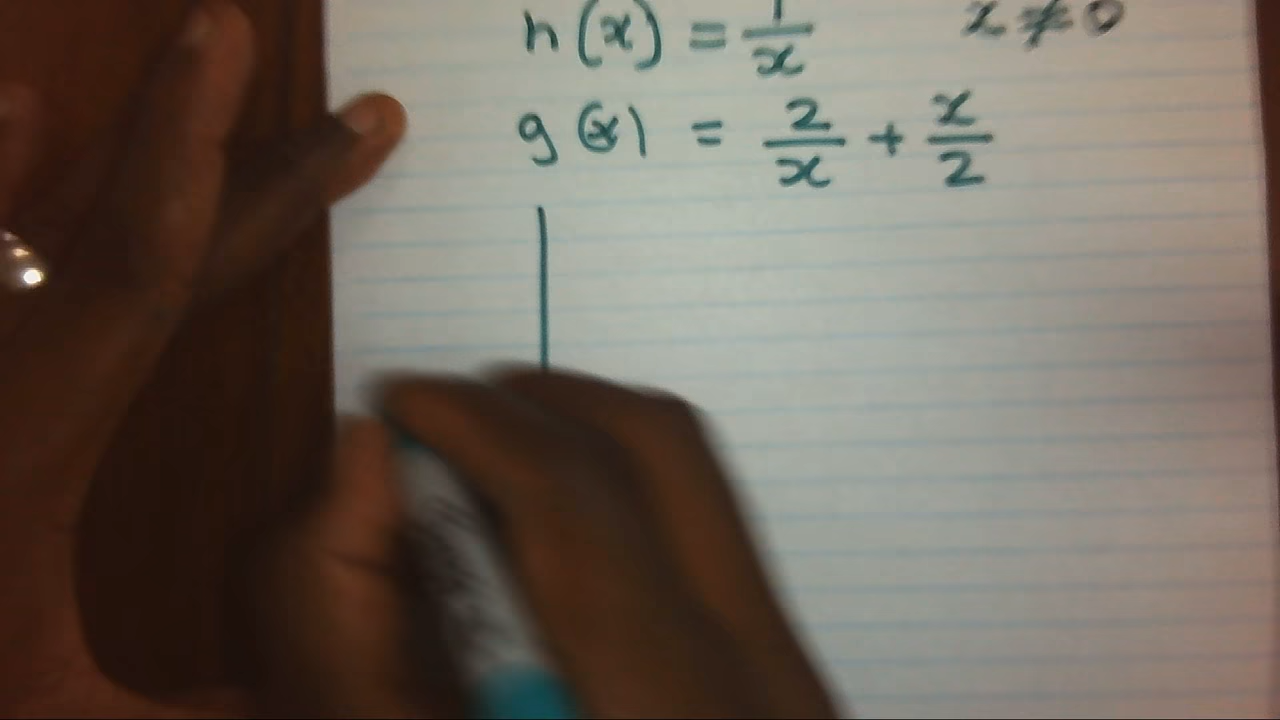 h(x) = 1/x x ≠ 0
g(x) = 2/x + x/2